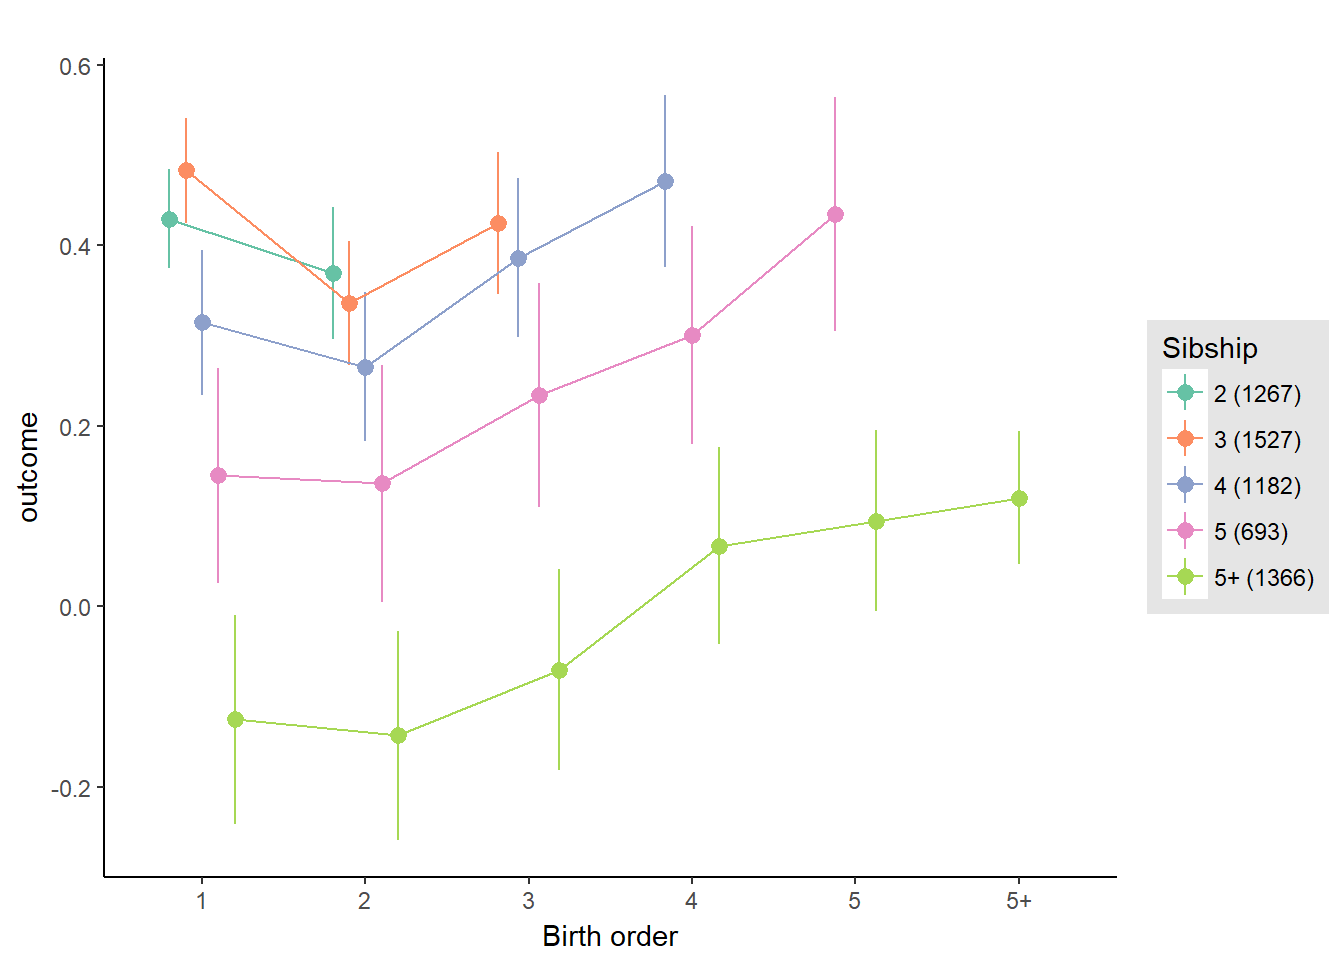 0.6
0.4
0.2
0.0
-0.2
outcome
1 2 3 4 5 5+
Birth order
Sibship
2 (1267)
3 (1527)
4 (1182)
5 (693)
5+ (1366)